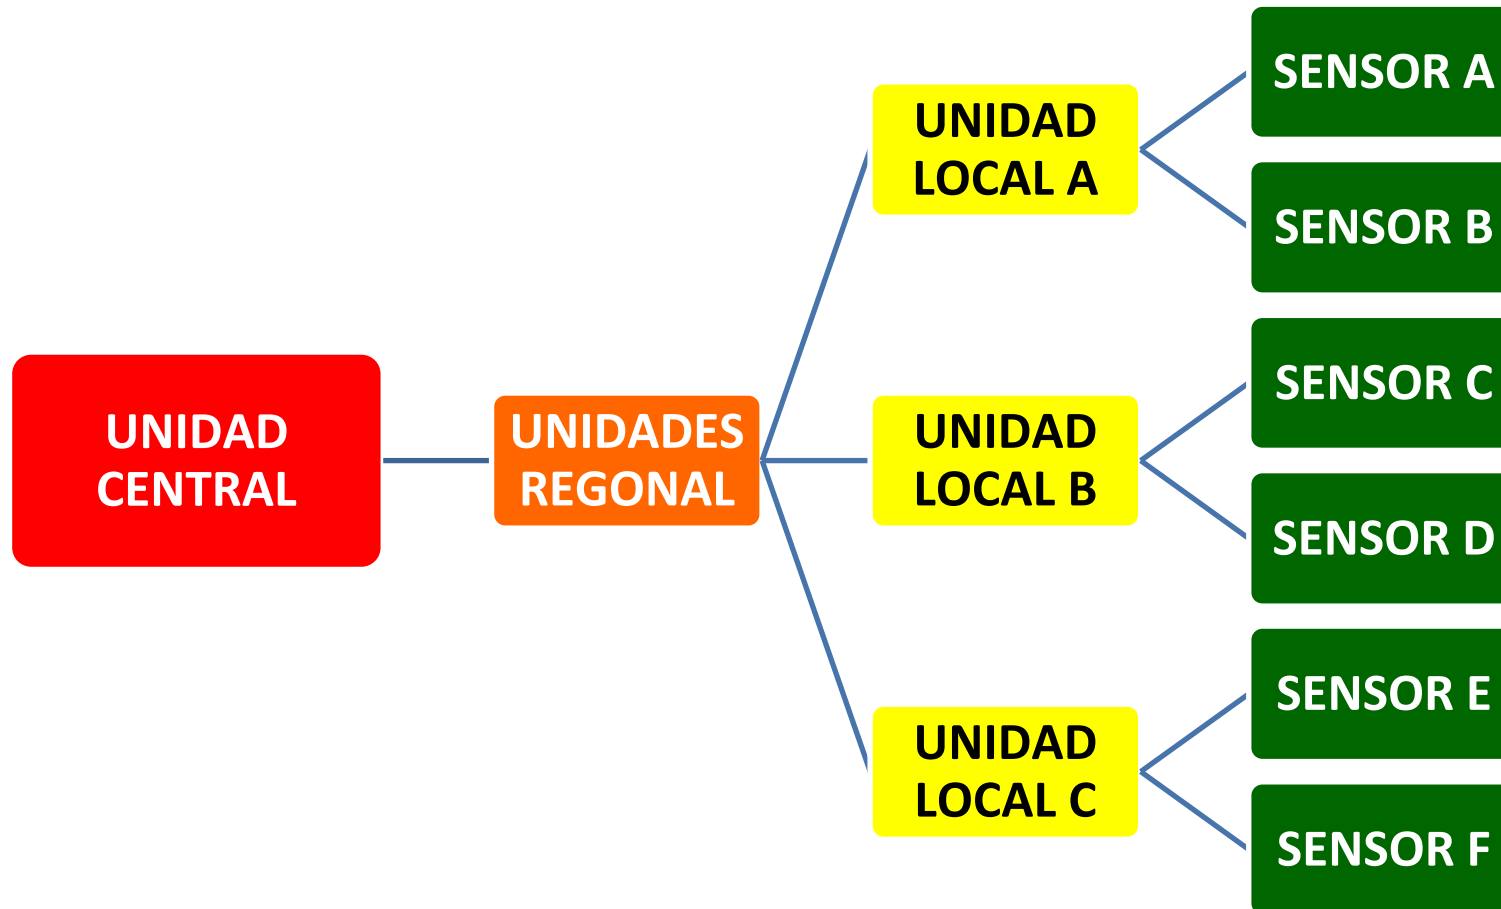 UNIDAD
CENTRAL
UNIDADES
REGONAL
UNIDAD
LOCAL A
UNIDAD
LOCAL B
UNIDAD
LOCAL C
SENSOR A
SENSOR B
SENSOR C
SENSOR D
SENSOR E
SENSOR F